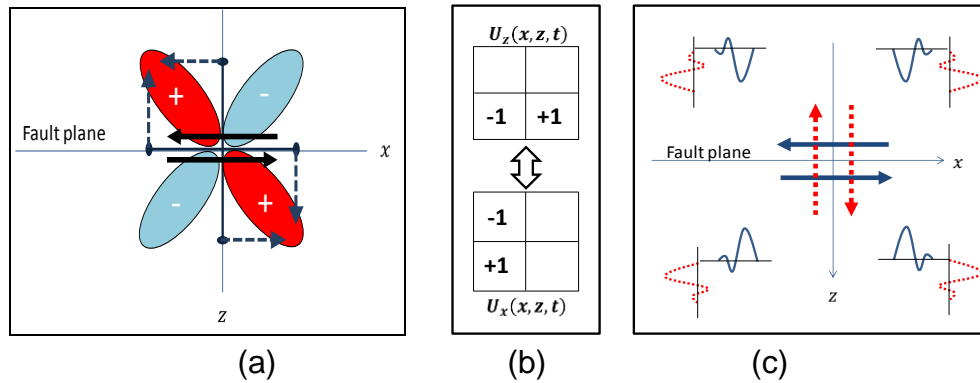 +
-
Fault plane
x
-
+
z
(a)
U_z(x, z, t)
-1 +1
-1
+1
U_x(x, z, t)
(b)
Fault plane
x
z
(c)